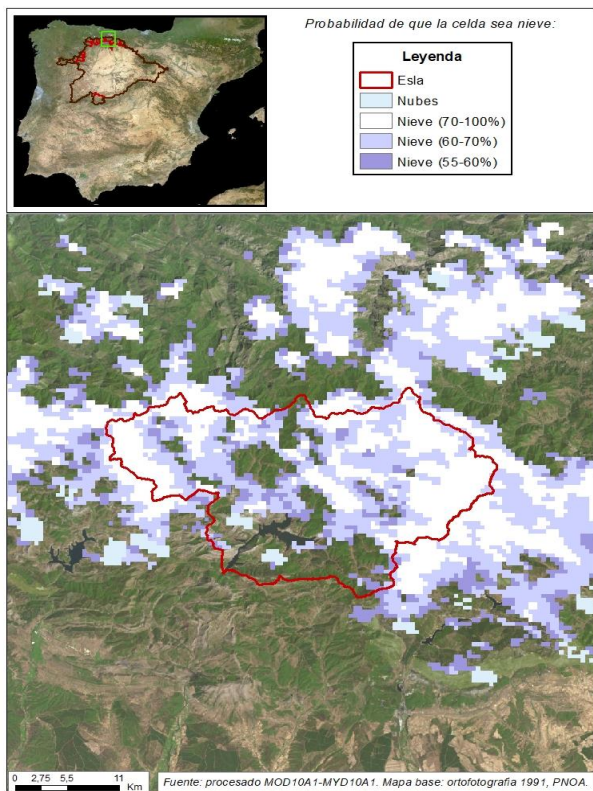 Probabilidad de que la celda sea nieve:
Leyenda
Esla
Nubes
Nieve (70-100%)
Nieve (60-70%)
Nieve (55-60%)
0 2,75 5,5 11
Km
Fuente: procesado MOD10A1-MYD10A1. Mapa base: ortofotografia 1991, PNOA.